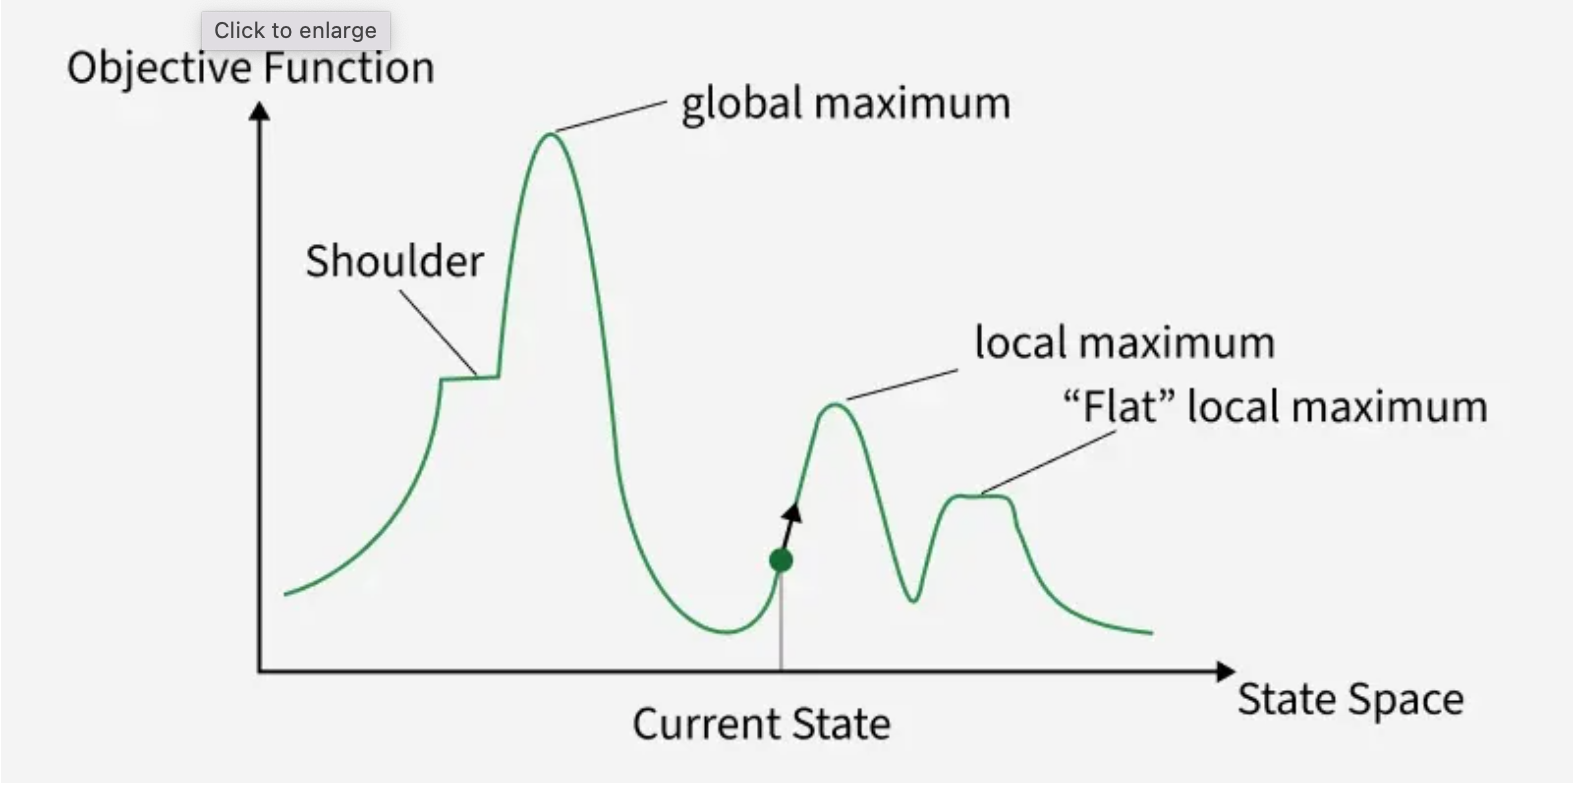 Click to enlarge
Objective Function
global maximum
Shoulder
local maximum
“Flat” local maximum
State Space
Current State